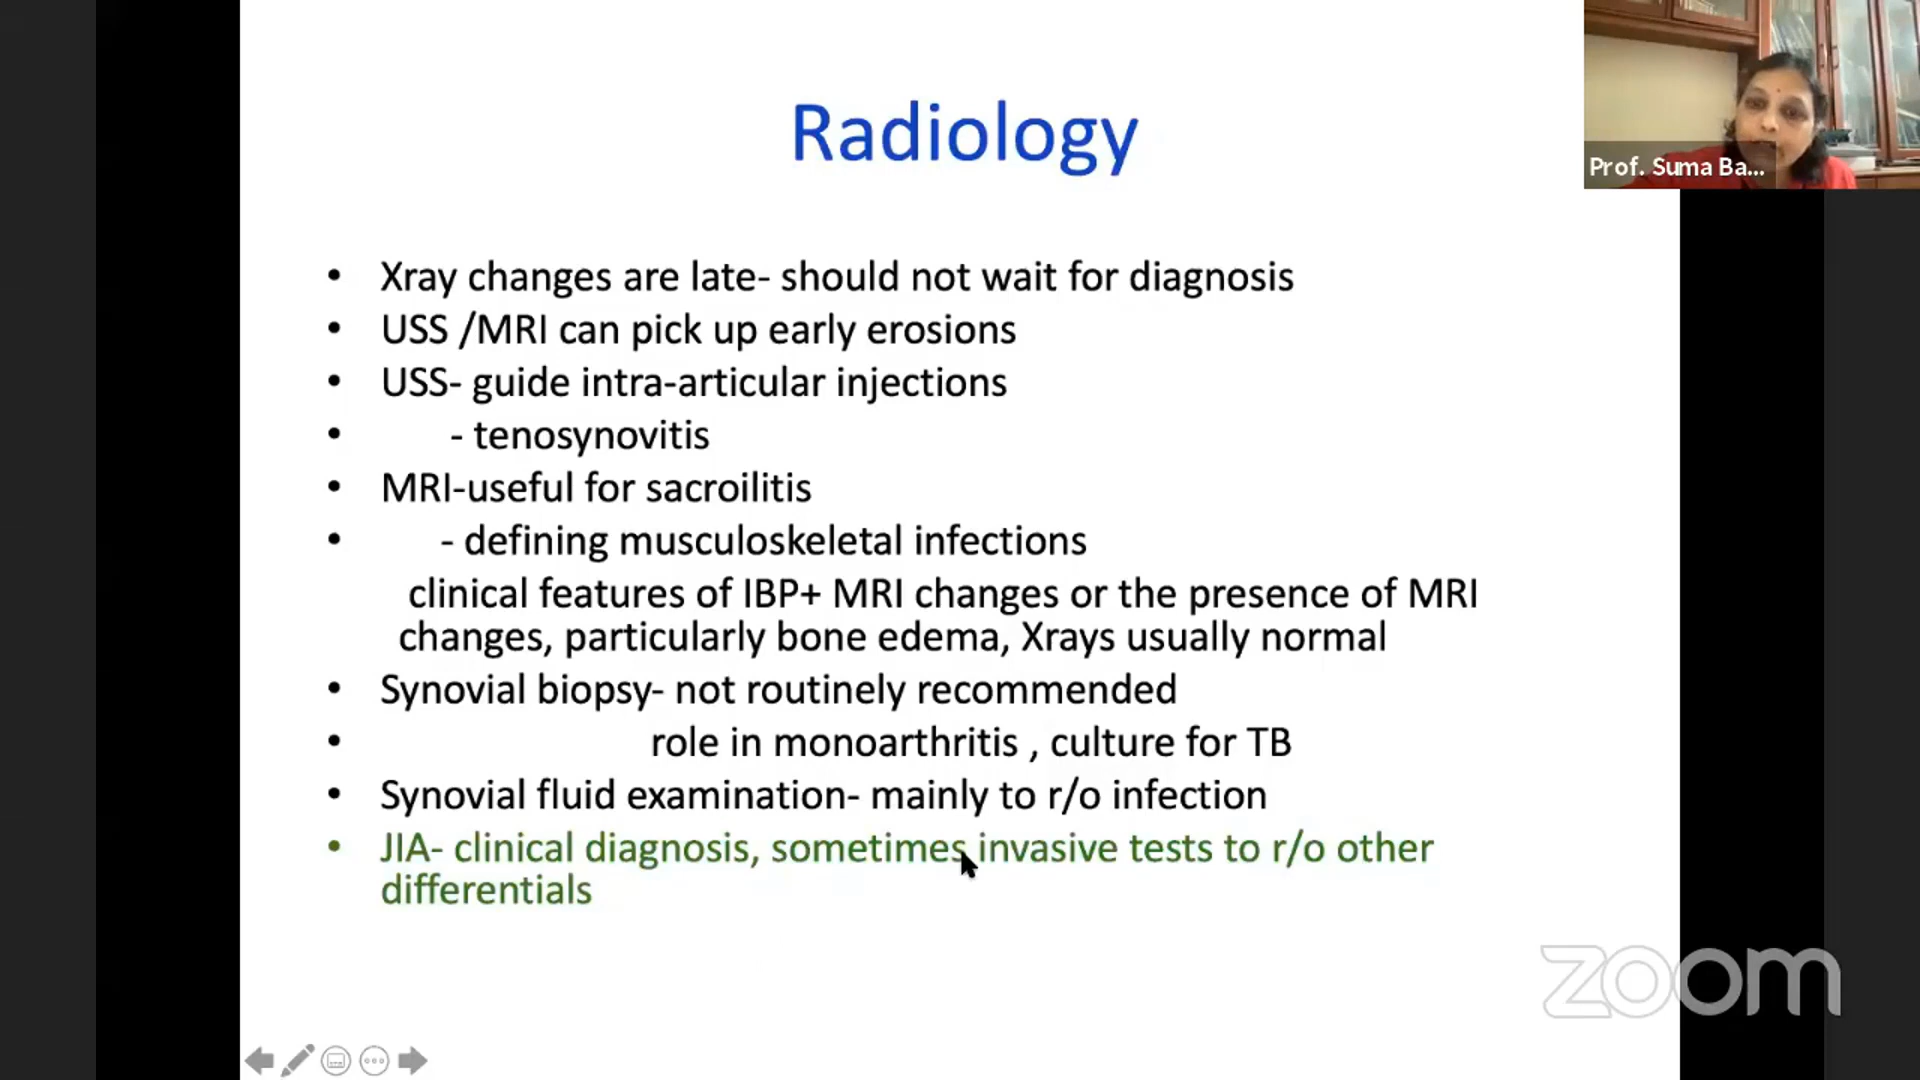 Radiology
Prof. Suma Ba...
• Xray changes are late- should not wait for diagnosis
• USS /MRI can pick up early erosions
• USS- guide intra-articular injections
• - tenosynovitis
• MRI-useful for sacroilitis
• - defining musculoskeletal infections
clinical features of IBP+ MRI changes or the presence of MRI
changes, particularly bone edema, Xrays usually normal
• Synovial biopsy- not routinely recommended
• role in monoarthritis , culture for TB
• Synovial fluid examination- mainly to r/o infection
• JIA- clinical diagnosis, sometimes invasive tests to r/o other
differentials
zoom